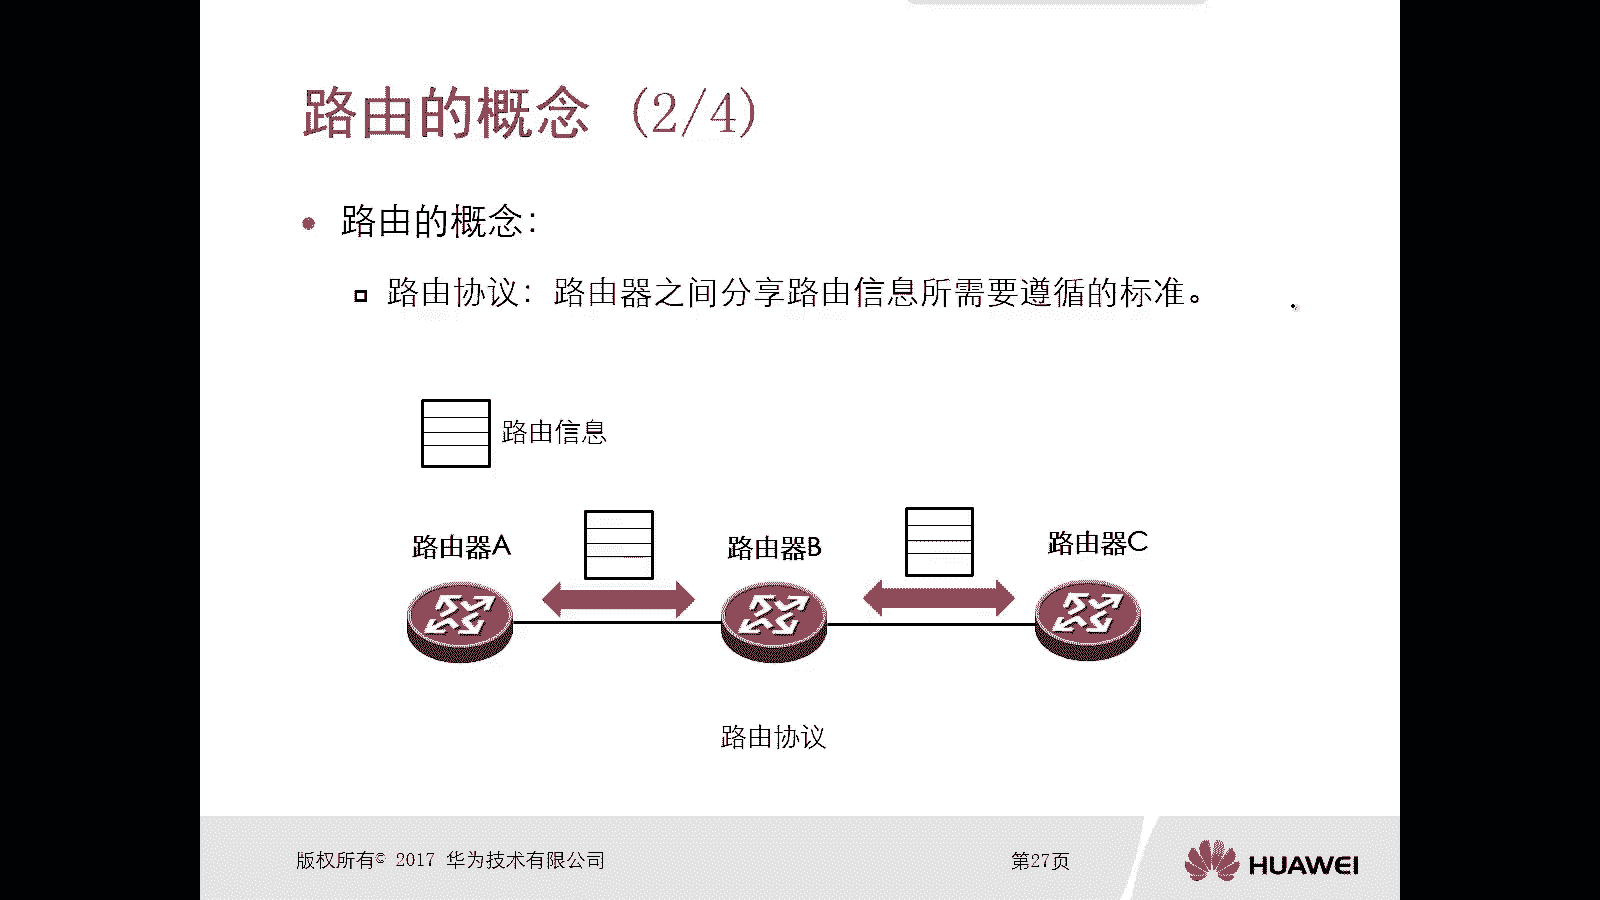 路由的概念 (2/4)
路由的概念：
路由协议：路由器之间分享路由信息所需要遵循的标准。
路由信息
路由器A
路由器B
路由器C
路由协议
版权所有© 2017 华为技术有限公司
第27页
HUAWEI